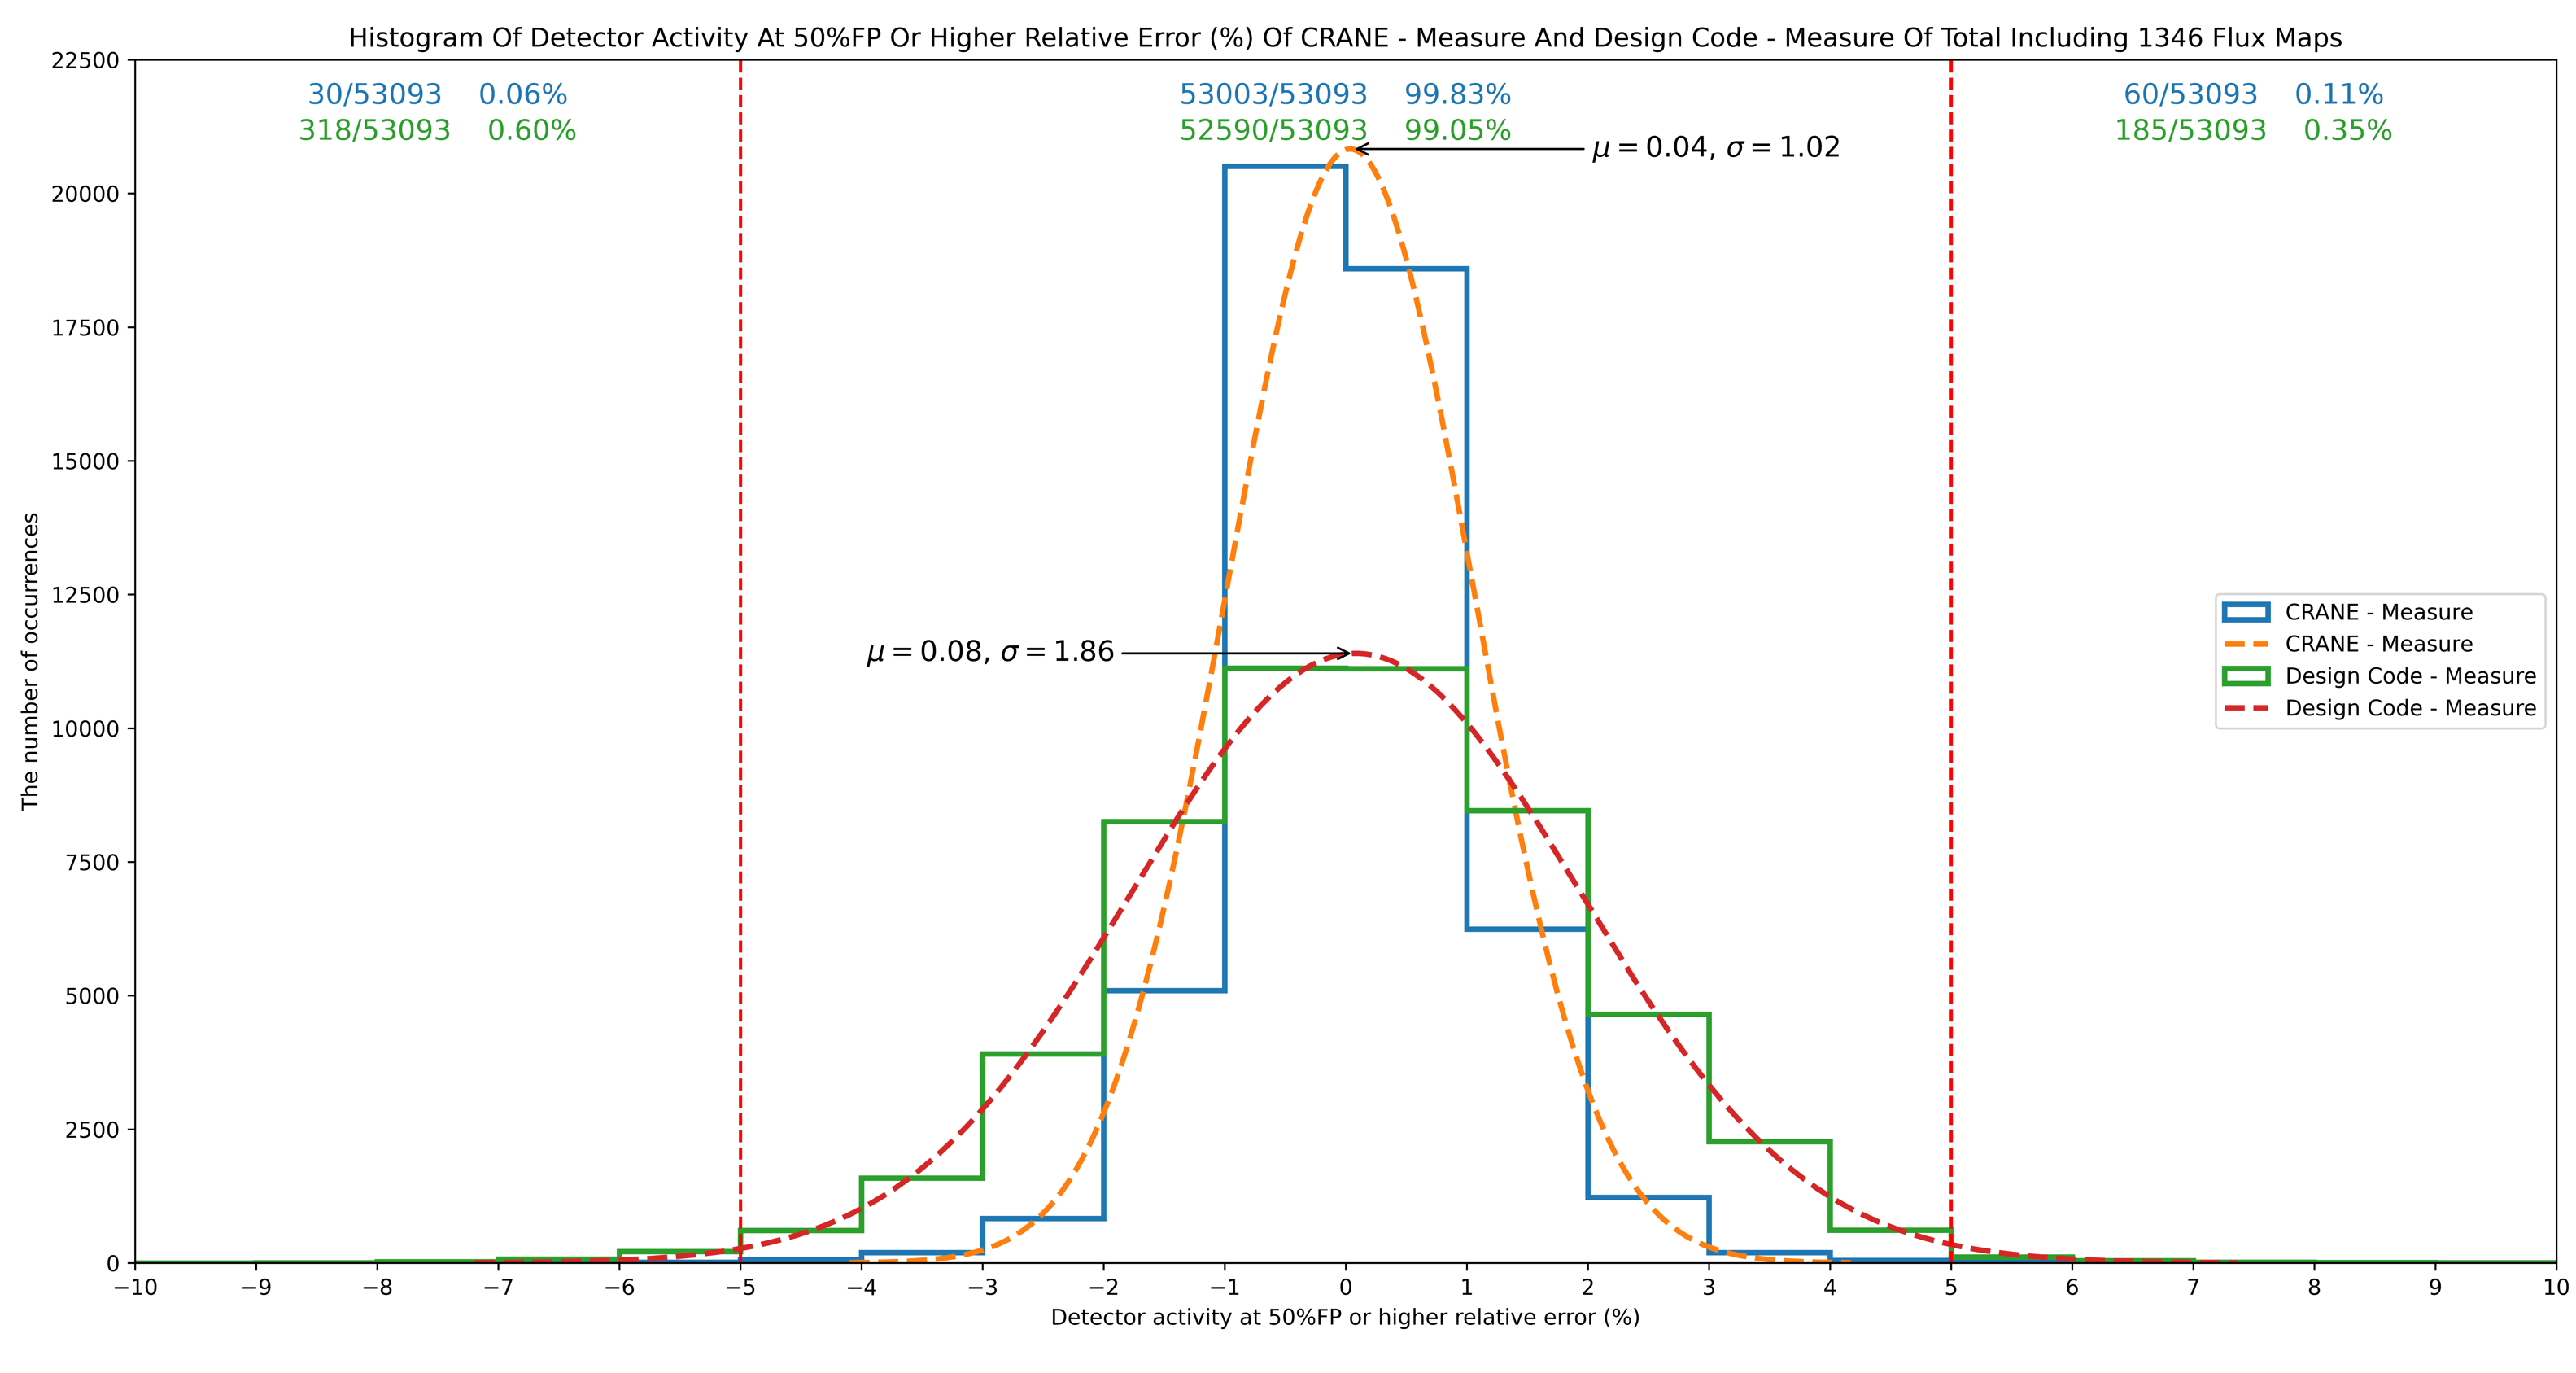 Histogram Of Detector Activity At 50%FP Or Higher Relative Error (%) Of CRANE - Measure And Design Code - Measure Of Total Including 1346 Flux Maps
30/53093 0.06%
318/53093 0.60%
53003/53093 99.83%
52590/53093 99.05%
60/53093 0.11%
185/53093 0.35%
μ = 0.04, σ = 1.02
μ = 0.08, σ = 1.86
The number of occurrences
22500
20000
17500
15000
12500
10000
7500
5000
2500
0
CRANE - Measure
CRANE - Measure
Design Code - Measure
Design Code - Measure
−10 −9 −8 −7 −6 −5 −4 −3 −2 −1 0 1 2 3 4 5 6 7 8 9 10
Detector activity at 50%FP or higher relative error (%)